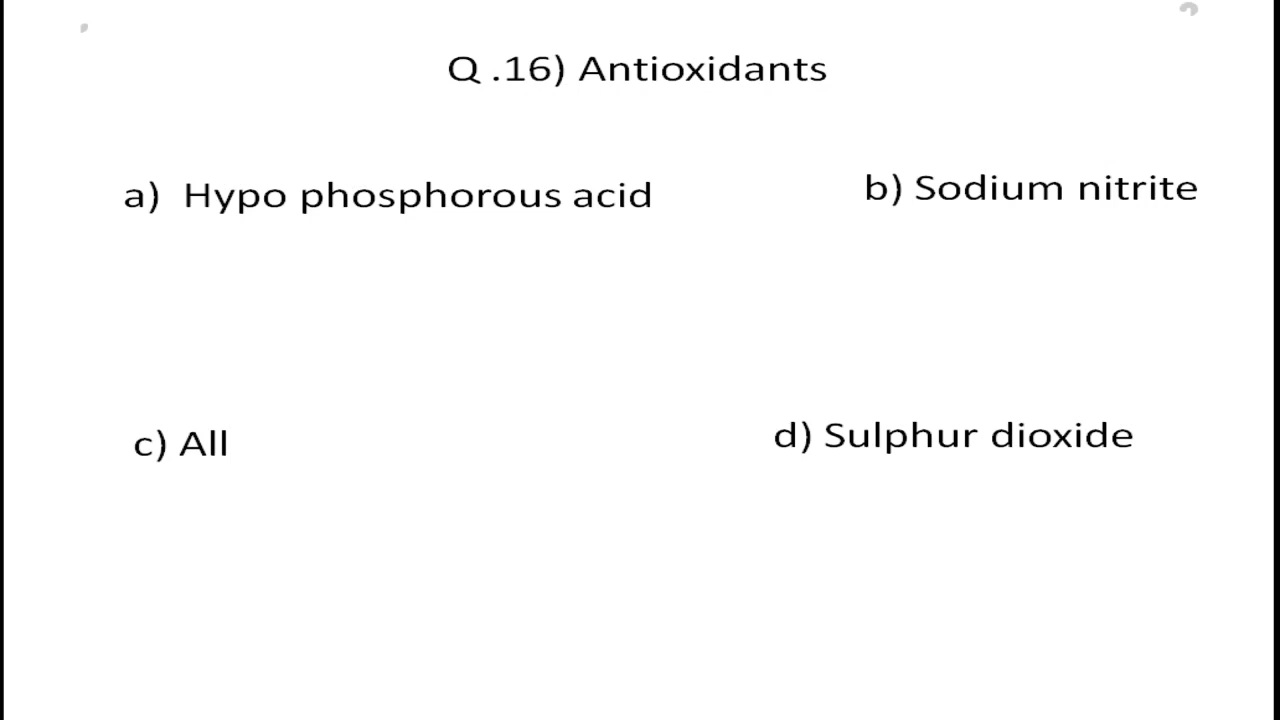 Q .16) Antioxidants
a) Hypo phosphorous acid
b) Sodium nitrite
c) All
d) Sulphur dioxide